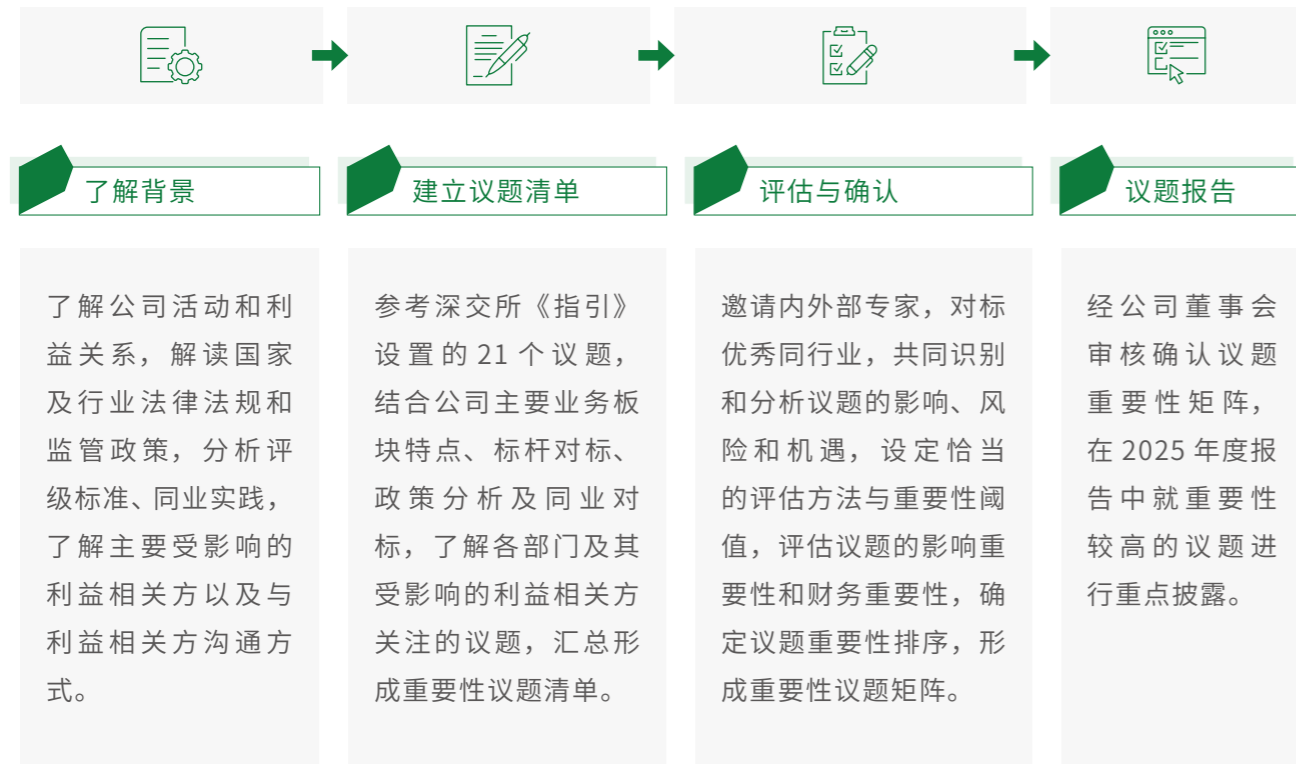 了解背景
了解公司活动和利
益关系，解读国家
及行业法律法规和
监管政策，分析评
级标准、同业实践，
了解主要受影响的
利益相关方以及与
利益相关方沟通方
式。
建立议题清单
参考深交所《指引》
设置的 21 个议题，
结合公司主要业务板
块特点、标杆对标、
政策分析及同业对
标，了解各部门及其
受影响的利益相关方
关注的议题，汇总形
成重要性议题清单。
评估与确认
邀请内外部专家，对标
优秀同行业，共同识别
和分析议题的影响、风
险和机遇，设定恰当
的评估方法与重要性阈
值，评估议题的影响重
要性和财务重要性，确
定议题重要性排序，形
成重要性议题矩阵。
议题报告
经公司董事会
审核确认议题
重要性矩阵，
在 2025 年度报
告中就重要性
较高的议题进
行重点披露。